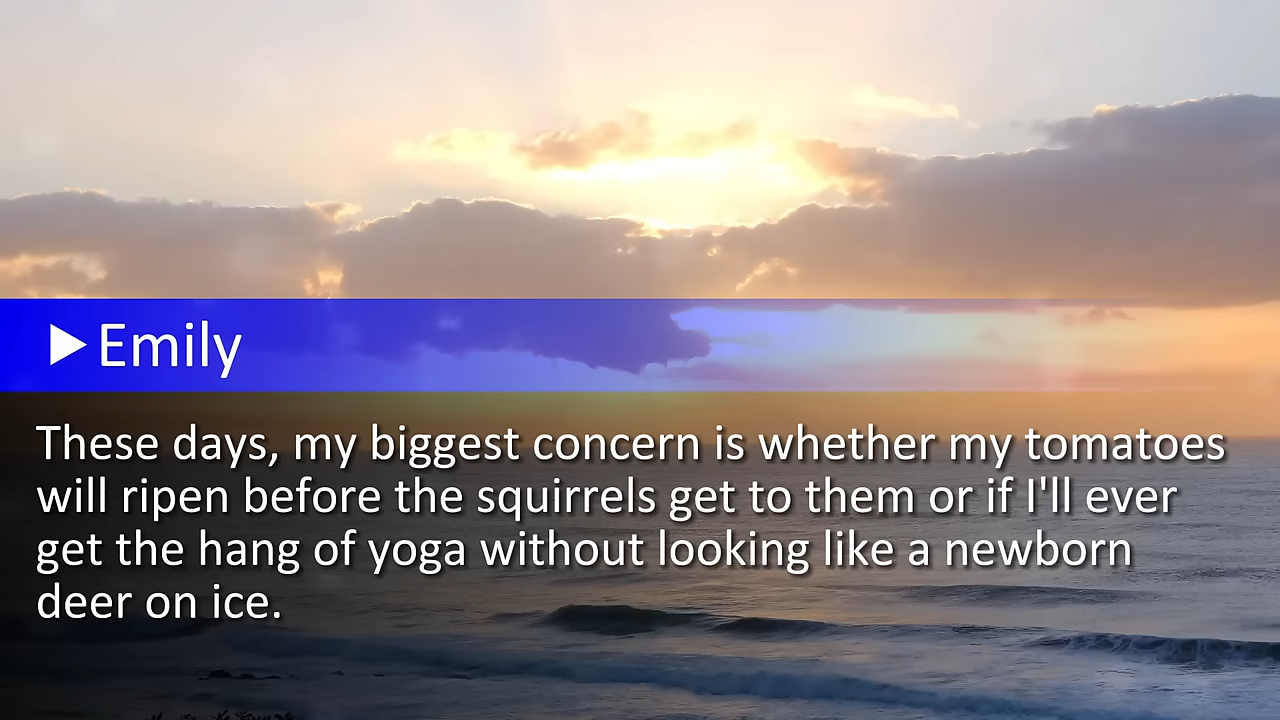 Emily
These days, my biggest concern is whether my tomatoes
will ripen before the squirrels get to them or if I'll ever
get the hang of yoga without looking like a newborn
deer on ice.